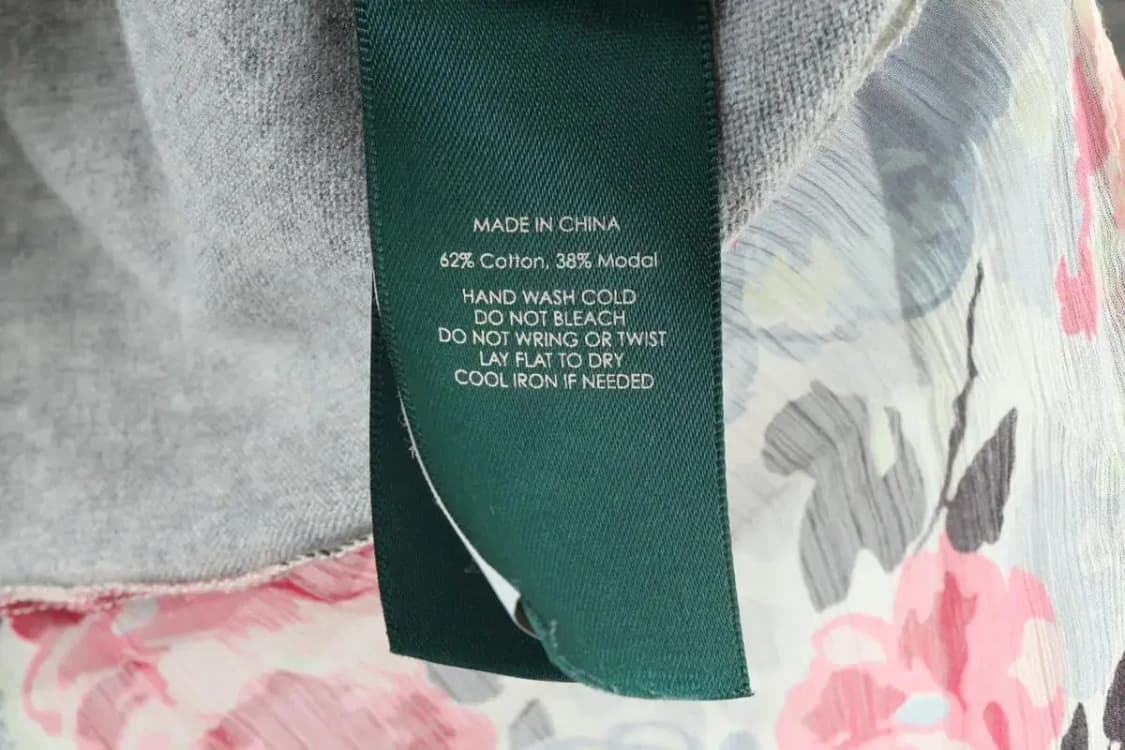 MADE IN CHINA
62% Cotton, 38% Modal
HAND WASH COLD
DO NOT BLEACH
DO NOT WRING OR TWIST
LAY FLAT TO DRY
COOL IRON IF NEEDED